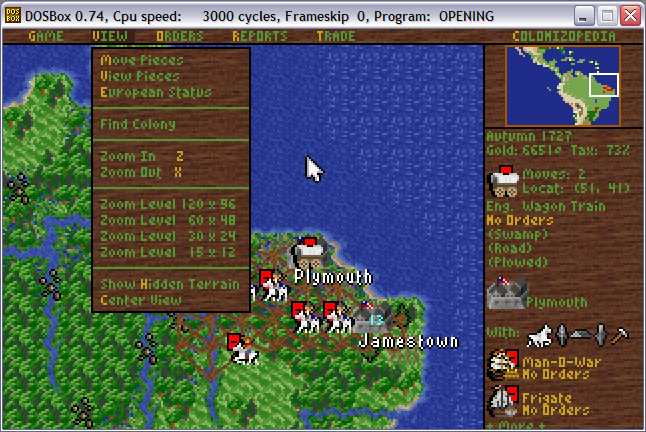 DOSBox 0.74, Cpu speed: 3000 cycles, Frameskip 0, Program: OPENING
GAME VIEW ORDERS REPORTS TRADE COLONIZOPEDIA
Move Pieces
View Pieces
European Status
Find Colony
Zoom In Z
Zoom Out X
Zoom Level 120 x 96
Zoom Level 60 x 48
Zoom Level 30 x 24
Zoom Level 15 x 12
Show Hidden Terrain
Center View
Plymouth
13
Jamestown
Autumn 1727
Gold: 6651 Tax: 73%
Moves: 2
Locat: (51, 41)
Eng. Wagon Train
No Orders
(Swamp)
(Road)
(Plowed)
Plymouth
With:
Man-O-War
No Orders
Frigate
No Orders
+ More +